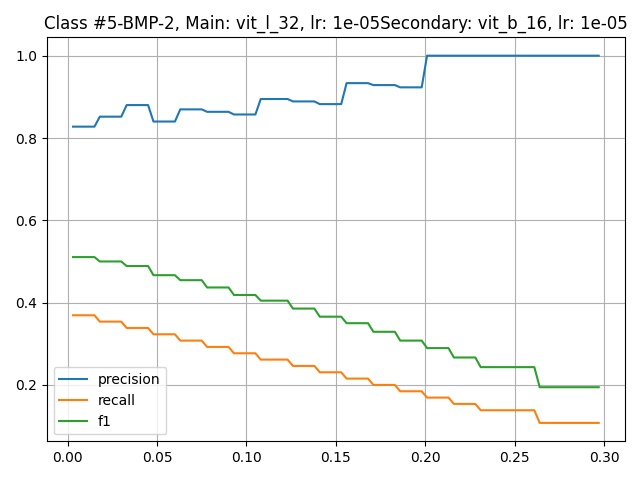 Class #5-BMP-2, Main: vit_l_32, lr: 1e-05Secondary: vit_b_16, lr: 1e-05
1.0
0.8
0.6
0.4
0.2
precision
recall
f1
0.00 0.05 0.10 0.15 0.20 0.25 0.30